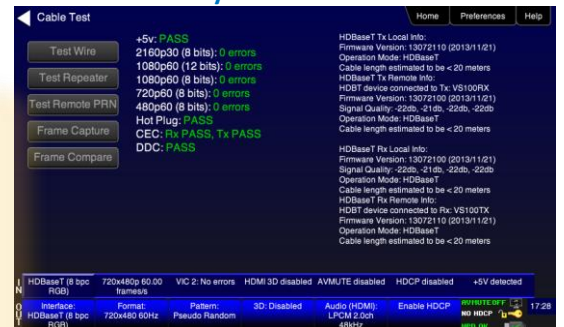 Cable Test
Home
Preferences
Help
Test Wire
Test Repeater
Test Remote PRN
Frame Capture
Frame Compare
+5v: PASS
2160p30 (8 bits): 0 errors
1080p60 (12 bits): 0 errors
1080p60 (8 bits): 0 errors
720p60 (8 bits): 0 errors
480p60 (8 bits): 0 errors
Hot Plug: PASS
CEC: Rx PASS, Tx PASS
DDC: PASS
HDBaseT Tx Local Info:
Firmware Version: 13072110 (2013/11/21)
Operation Mode: HDBaseT
Cable length estimated to be < 20 meters
HDBaseT Tx Remote Info:
HDBT device connected to Tx: VS100RX
Firmware Version: 13072100 (2013/11/21)
Signal Quality: -22db, -21db, -22db, -22db
Operation Mode: HDBaseT
Cable length estimated to be < 20 meters
HDBaseT Rx Local Info:
Firmware Version: 13072100 (2013/11/21)
Signal Quality: -22db, -21db, -22db, -22db
Operation Mode: HDBaseT
Cable length estimated to be < 20 meters
HDBaseT Rx Remote Info:
HDBT device connected to Rx: VS100TX
Firmware Version: 13072110 (2013/11/21)
Operation Mode: HDBaseT
Cable length estimated to be < 20 meters
IN
HDBaseT (8 bpc RGB)
720x480p 60.00 frames/s
VIC 2: No errors
HDMI 3D disabled
AVMUTE disabled
HDCP disabled
+5V detected
OUT
Interface: HDBaseT (8 bpc RGB)
Format: 720x480 60Hz
Pattern: Pseudo Random
3D: Disabled
Audio (HDMI): LPCM 2.0ch 48kHz
Enable HDCP
AVMUTE OFF
NO HDCP
17:28